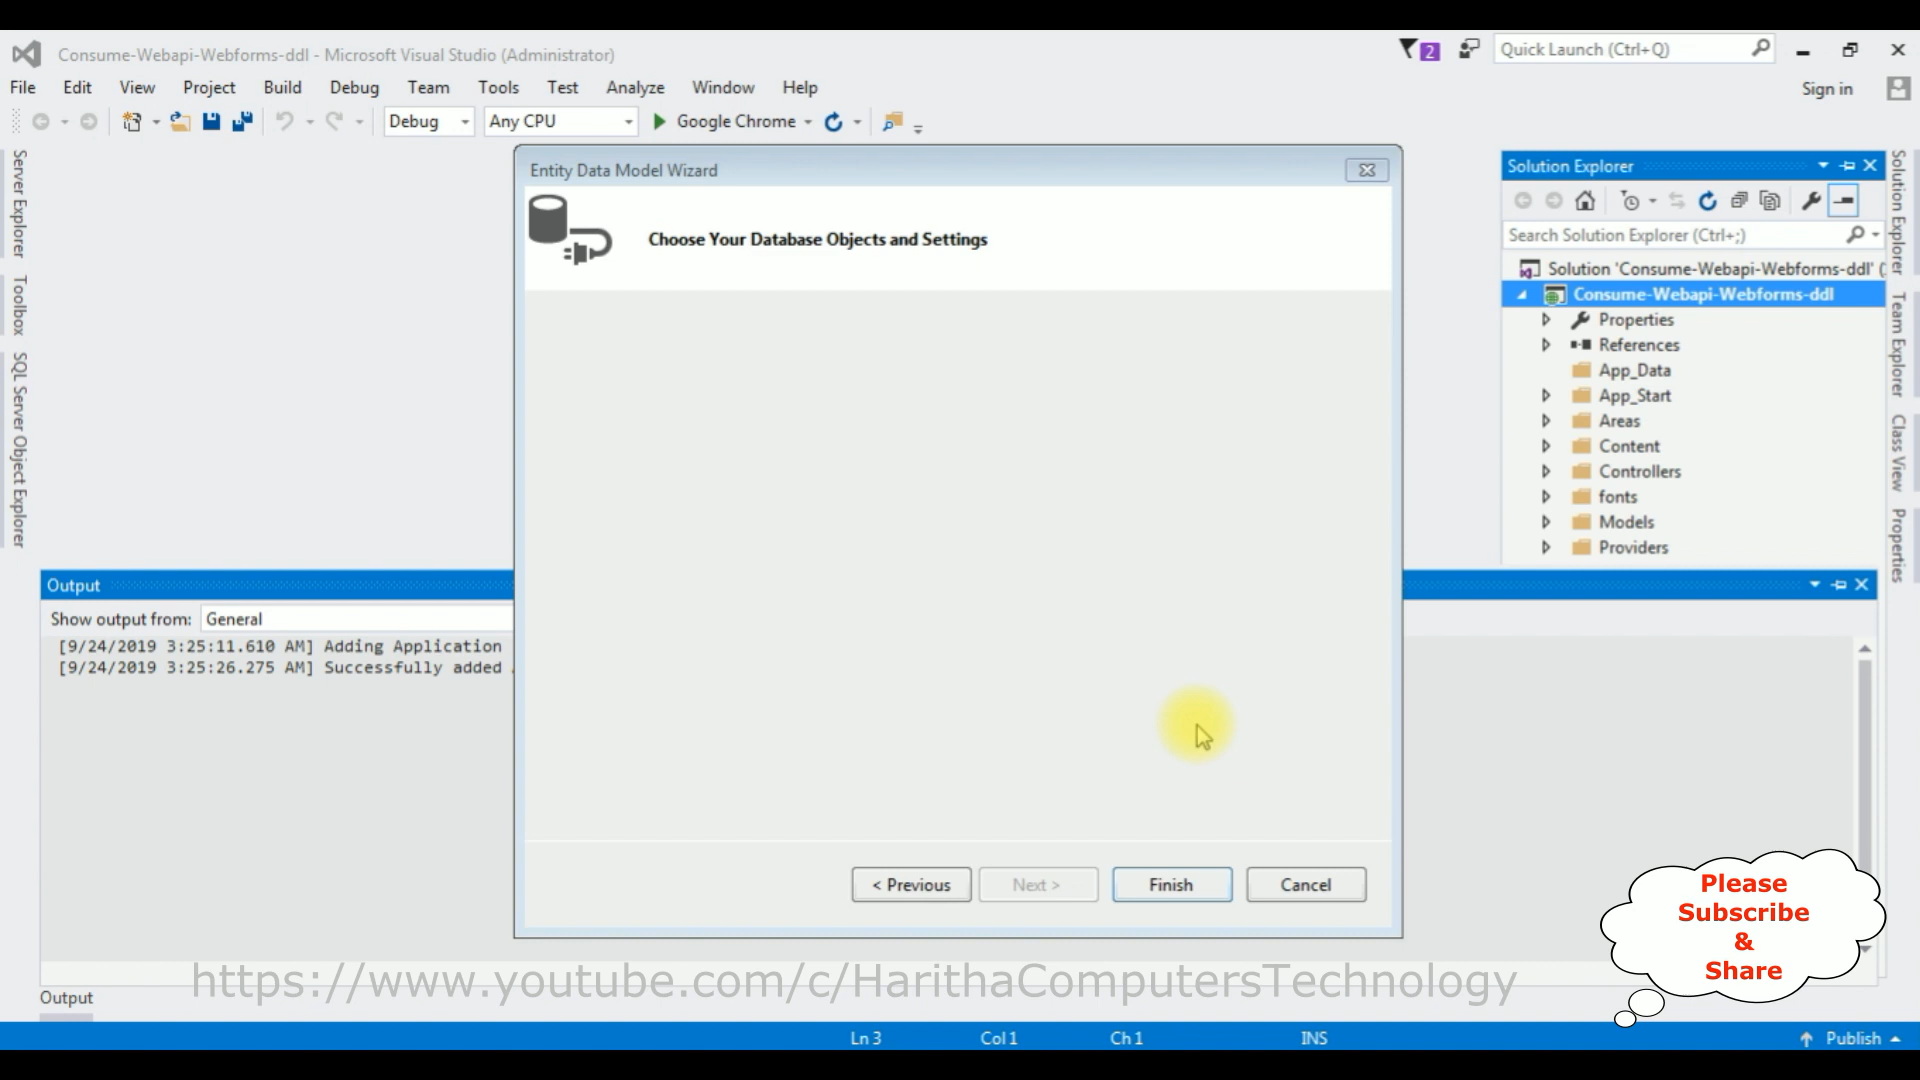 Consume-Webapi-Webforms-ddl - Microsoft Visual Studio (Administrator)
2
Quick Launch (Ctrl+Q)
File Edit View Project Build Debug Team Tools Test Analyze Window Help
Sign in
Debug Any CPU Google Chrome
Server Explorer
Toolbox
SQL Server Object Explorer
Entity Data Model Wizard
Choose Your Database Objects and Settings
< Previous Next > Finish Cancel
Solution Explorer
Search Solution Explorer (Ctrl+;)
Solution 'Consume-Webapi-Webforms-ddl' (
Consume-Webapi-Webforms-ddl
Properties
References
App_Data
App_Start
Areas
Content
Controllers
fonts
Models
Providers
Solution Explorer
Team Explorer
Class View
Properties
Output
Show output from: General
[9/24/2019 3:25:11.610 AM] Adding Application
[9/24/2019 3:25:26.275 AM] Successfully added
Please
Subscribe
&
Share
https://www.youtube.com/c/HarithaComputersTechnology
Output
Ln 3 Col 1 Ch 1 INS Publish